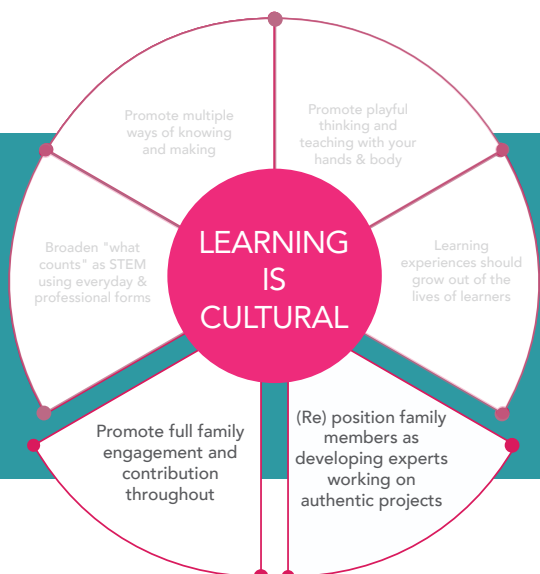 Promote multiple
ways of knowing
and making
Promote playful
thinking and
teaching with your
hands & body
Broaden "what
counts" as STEM
using everyday &
professional forms
LEARNING
IS
CULTURAL
Learning
experiences should
grow out of the
lives of learners
Promote full family
engagement and
contribution
throughout
(Re) position family
members as
developing experts
working on
authentic projects